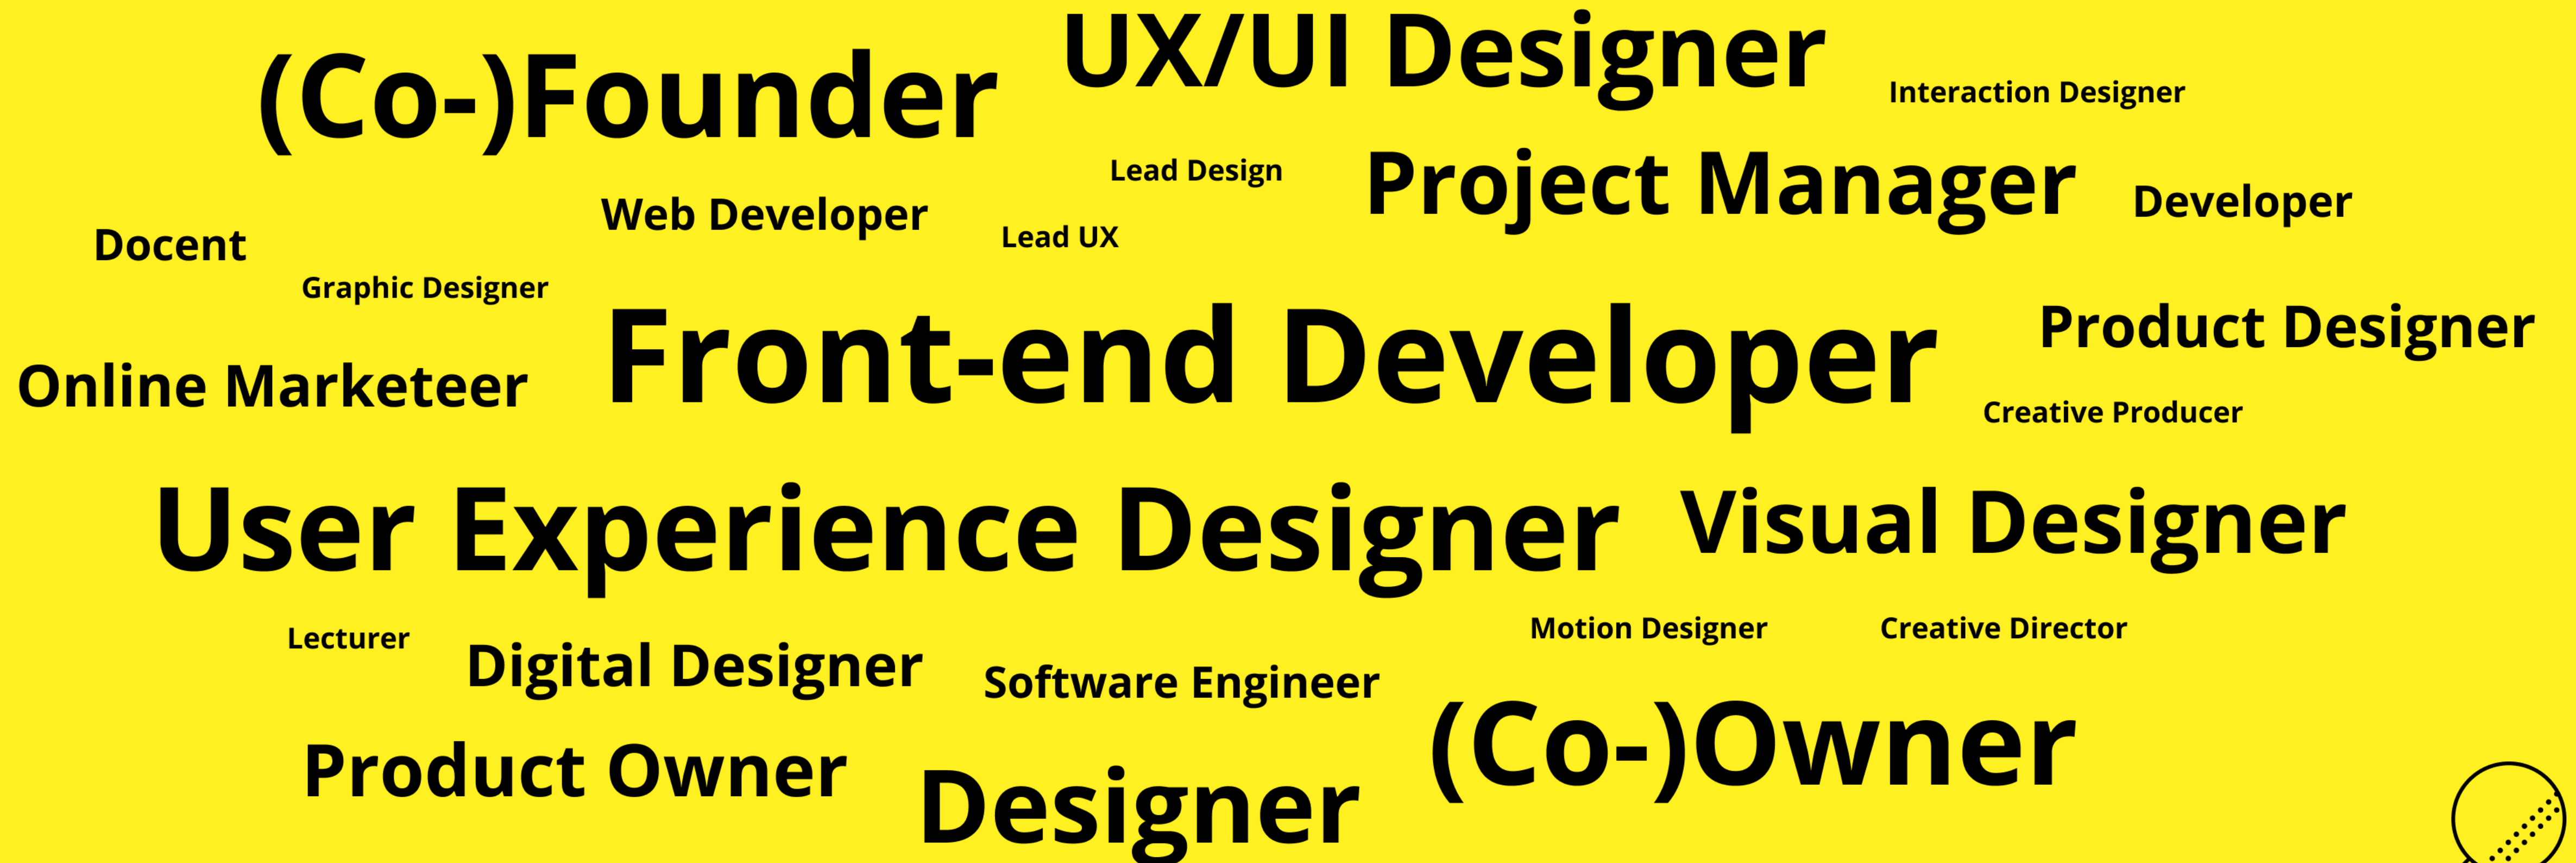 UX/UI Designer
(Co-)Founder
Interaction Designer
Lead Design
Project Manager
Web Developer
Developer
Docent
Lead UX
Graphic Designer
Front-end Developer
Product Designer
Online Marketeer
Creative Producer
User Experience Designer
Visual Designer
Lecturer
Motion Designer
Creative Director
Digital Designer
Software Engineer
(Co-)Owner
Product Owner
Designer